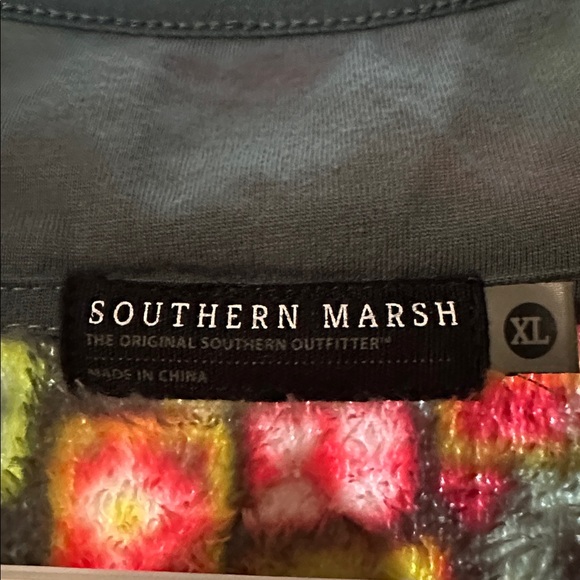 SOUTHERN MARSH
THE ORIGINAL SOUTHERN OUTFITTER™
MADE IN CHINA
XL